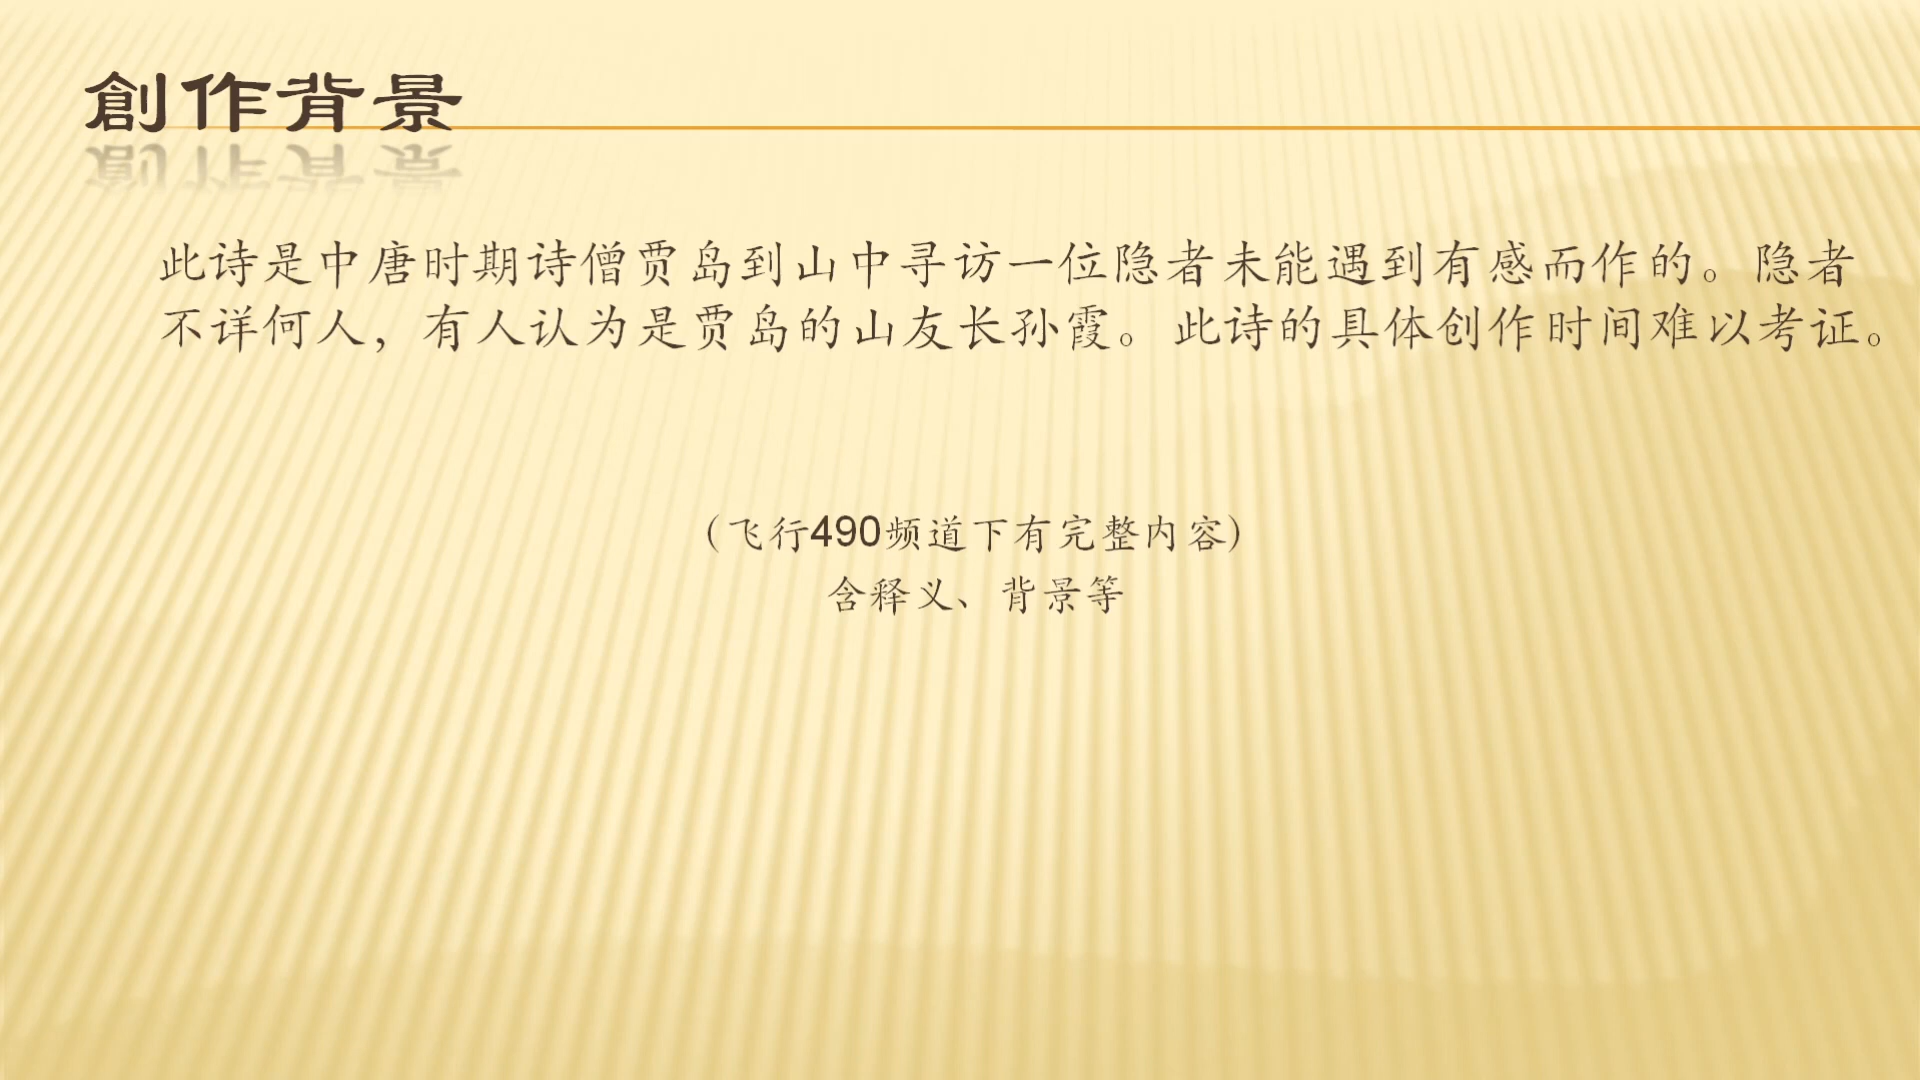 創作背景
此诗是中唐时期诗僧贾岛到山中寻访一位隐者未能遇到有感而作的。隐者
不详何人，有人认为是贾岛的山友长孙霞。此诗的具体创作时间难以考证。
（飞行490频道下有完整内容）
含释义、背景等